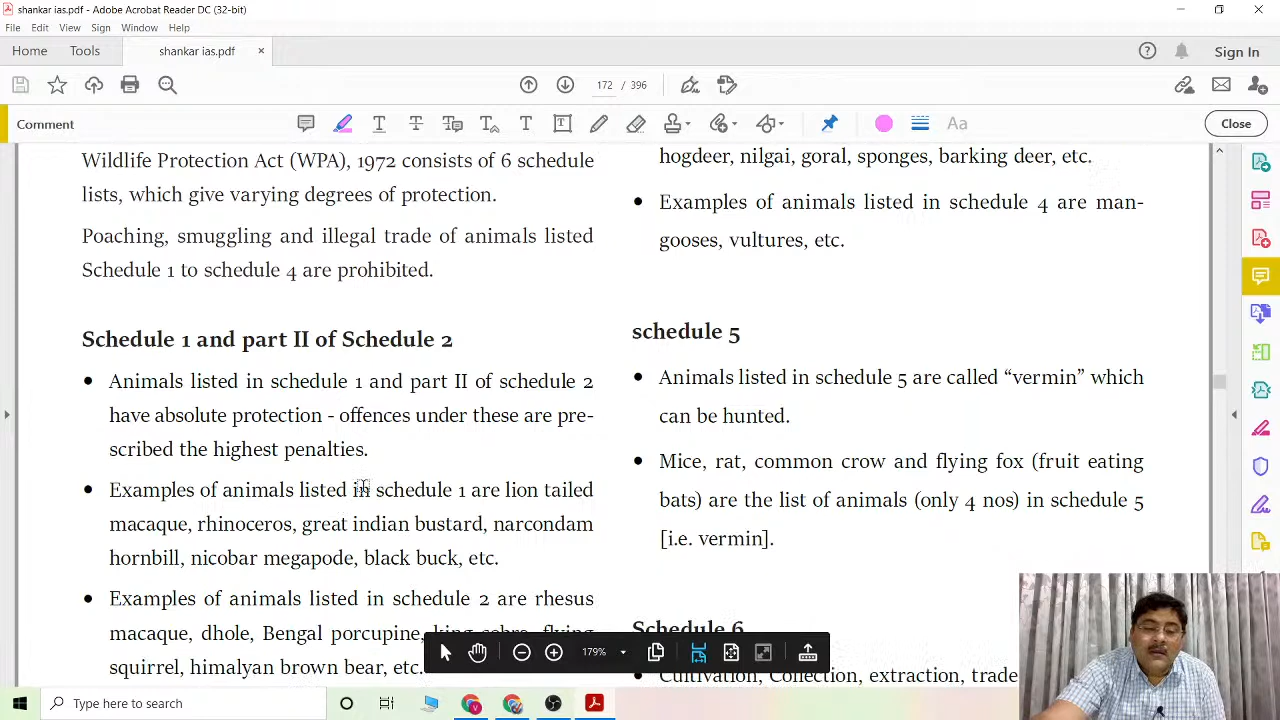 shankar ias.pdf - Adobe Acrobat Reader DC (32-bit)
File Edit View Sign Window Help
Home Tools shankar ias.pdf × Sign In
172 / 396
Comment Aa Close
Wildlife Protection Act (WPA), 1972 consists of 6 schedule
lists, which give varying degrees of protection.
Poaching, smuggling and illegal trade of animals listed
Schedule 1 to schedule 4 are prohibited.
Schedule 1 and part II of Schedule 2
Animals listed in schedule 1 and part II of schedule 2
have absolute protection - offences under these are pre-
scribed the highest penalties.
Examples of animals listed in schedule 1 are lion tailed
macaque, rhinoceros, great indian bustard, narcondam
hornbill, nicobar megapode, black buck, etc.
Examples of animals listed in schedule 2 are rhesus
macaque, dhole, Bengal porcupine, king cobra, flying
squirrel, himalyan brown bear, etc.
hogdeer, nilgai, goral, sponges, barking deer, etc.
Examples of animals listed in schedule 4 are man-
gooses, vultures, etc.
schedule 5
Animals listed in schedule 5 are called “vermin” which
can be hunted.
Mice, rat, common crow and flying fox (fruit eating
bats) are the list of animals (only 4 nos) in schedule 5
[i.e. vermin].
Schedule 6
Cultivation, Collection, extraction, trade
179%
Type here to search